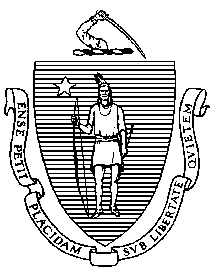 ENSE PETIT
PLACIDAM
SVB LIBERTATE
QVIETEM